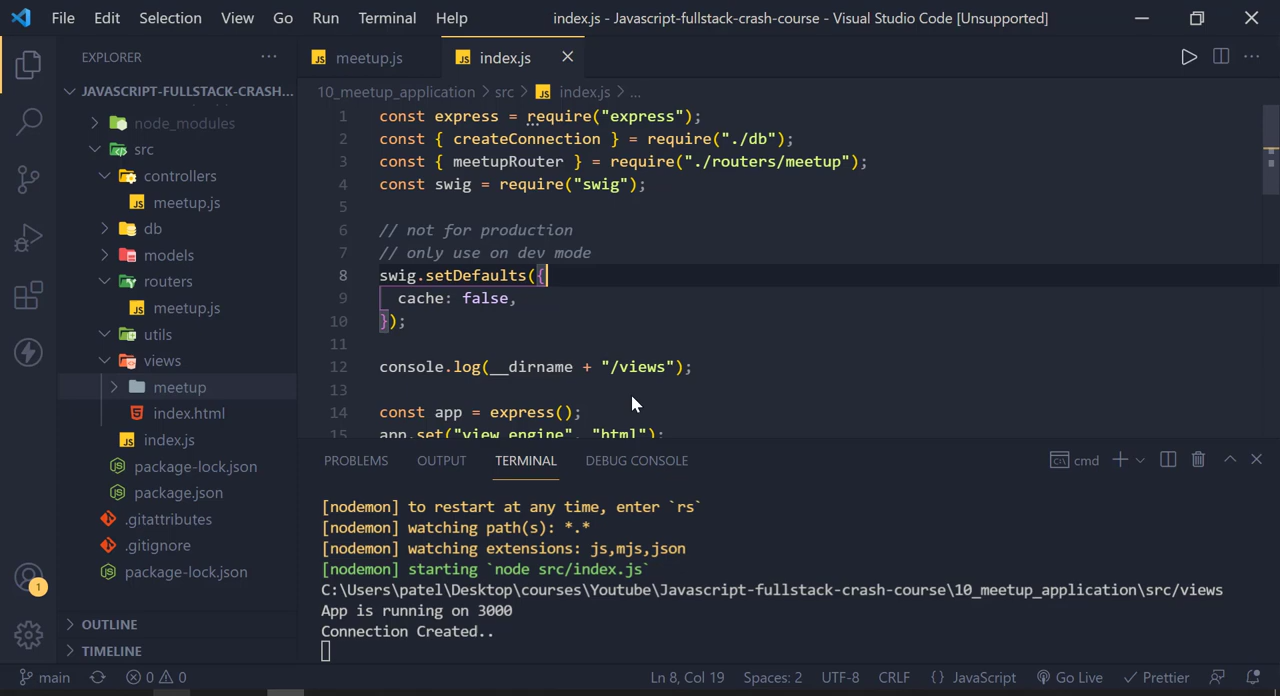 File Edit Selection View Go Run Terminal Help index.js - Javascript-fullstack-crash-course - Visual Studio Code [Unsupported]
EXPLORER
JAVASCRIPT-FULLSTACK-CRASH...
node_modules
src
controllers
meetup.js
db
models
routers
meetup.js
utils
views
meetup
index.html
index.js
package-lock.json
package.json
.gitattributes
.gitignore
package-lock.json
OUTLINE
TIMELINE
meetup.js index.js
10_meetup_application > src > index.js > ...
1 const express = require("express");
2 const { createConnection } = require("./db");
3 const { meetupRouter } = require("./routers/meetup");
4 const swig = require("swig");
5
6 // not for production
7 // only use on dev mode
8 swig.setDefaults({
9 cache: false,
10 });
11
12 console.log(__dirname + "/views");
13
14 const app = express();
15 app.set("view engine", "html");
PROBLEMS OUTPUT TERMINAL DEBUG CONSOLE cmd
[nodemon] to restart at any time, enter `rs`
[nodemon] watching path(s): *.*
[nodemon] watching extensions: js,mjs,json
[nodemon] starting `node src/index.js`
C:\Users\patel\Desktop\courses\Youtube\Javascript-fullstack-crash-course\10_meetup_application\src/views
App is running on 3000
Connection Created..
1
main 0 0 Ln 8, Col 19 Spaces: 2 UTF-8 CRLF {} JavaScript Go Live Prettier